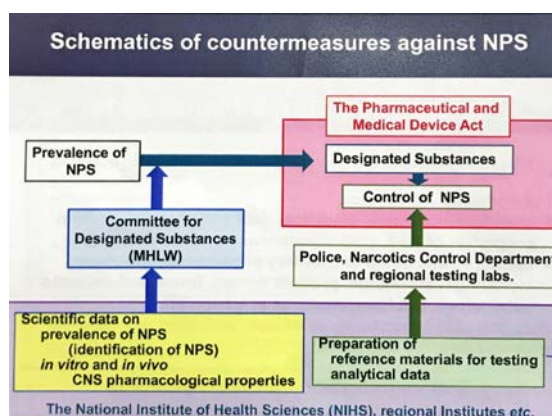 Schematics of countermeasures against NPS
The Pharmaceutical and
Medical Device Act
Prevalence of
NPS
Designated Substances
Control of NPS
Committee for
Designated Substances
(MHLW)
Police, Narcotics Control Department
and regional testing labs.
Scientific data on
prevalence of NPS
(identification of NPS)
in vitro and in vivo
CNS pharmacological properties
Preparation of
reference materials for testing
analytical data
The National Institute of Health Sciences (NIHS), regional Institutes etc.